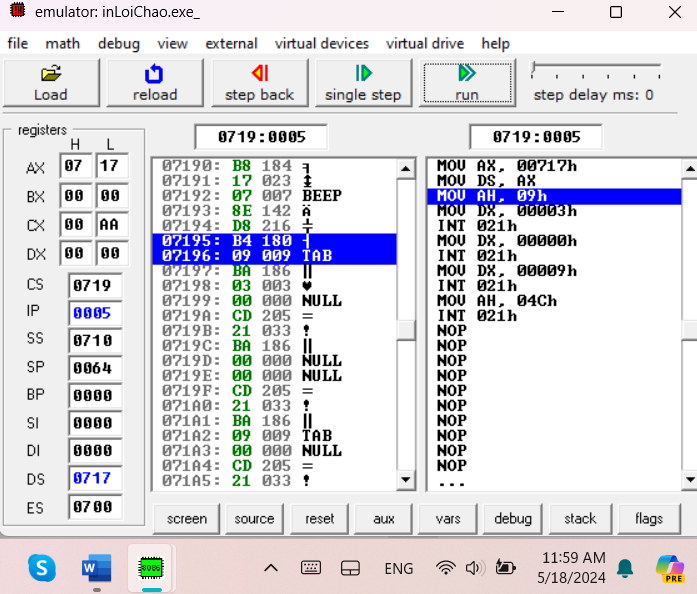 emulator: inLoiChao.exe_
file math debug view external virtual devices virtual drive help
Load reload step back single step run step delay ms: 0
registers 0719:0005 0719:0005
H L
AX 07 17
BX 00 00
CX 00 AA
DX 00 00
CS 0719
IP 0005
SS 0710
SP 0064
BP 0000
SI 0000
DI 0000
DS 0717
ES 0700
07190: B8 184 ╕
07191: 17 023 ↨
07192: 07 007 BEEP
07193: 8E 142 Ä
07194: D8 216 ╪
07195: B4 180 ┤
07196: 09 009 TAB
07197: BA 186 ║
07198: 03 003 ♥
07199: 00 000 NULL
0719A: CD 205 =
0719B: 21 033 !
0719C: BA 186 ║
0719D: 00 000 NULL
0719E: 00 000 NULL
0719F: CD 205 =
071A0: 21 033 !
071A1: BA 186 ║
071A2: 09 009 TAB
071A3: 00 000 NULL
071A4: CD 205 =
071A5: 21 033 !
MOV AX, 00717h
MOV DS, AX
MOV AH, 09h
MOV DX, 00003h
INT 021h
MOV DX, 00000h
INT 021h
MOV DX, 00009h
INT 021h
MOV AH, 04Ch
INT 021h
NOP
NOP
NOP
NOP
NOP
NOP
NOP
NOP
NOP
NOP
...
screen source reset aux vars debug stack flags
ENG 11:59 AM
5/18/2024
PRE